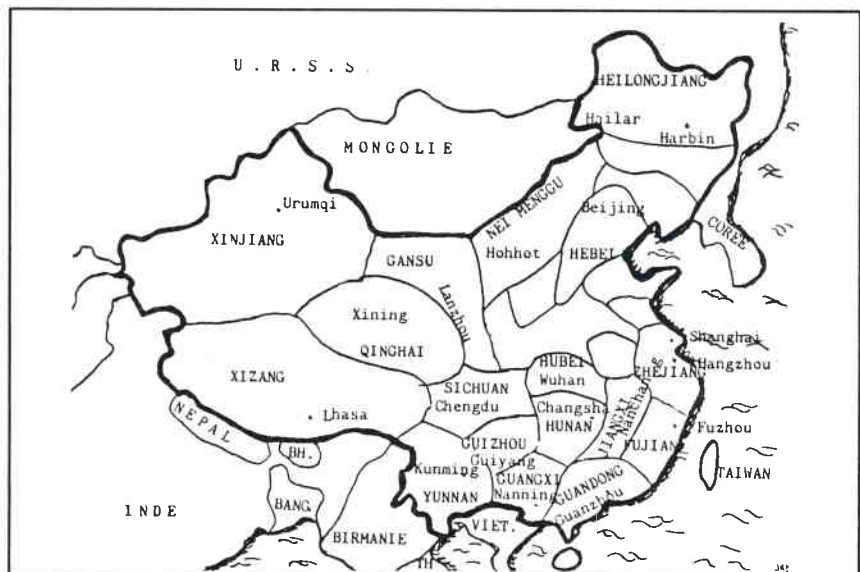 U.R.S.S.
HEILONGJIANG
Hailar
Harbin
MONGOLIE
NEI MENGGU
Urumqi
Beijing
COREE
XINJIANG
Hohhot
HEBEI
GANSU
Lanzhou
Xining
QINGHAI
Shanghai
ZHEJIANG
Hangzhou
HUBEI
Wuhan
XIZANG
SICHUAN
Chengdu
Lhasa
Changsha
HUNAN
JIANGXI
Nanchang
NEPAL
Fuzhou
FUJIAN
GUIZHOU
Guiyang
BH.
Kunming
YUNNAN
GUANGXI
Nanning
GUANDONG
Guanzhou
TAIWAN
INDE
BANG.
VIET.
BIRMANIE
TH